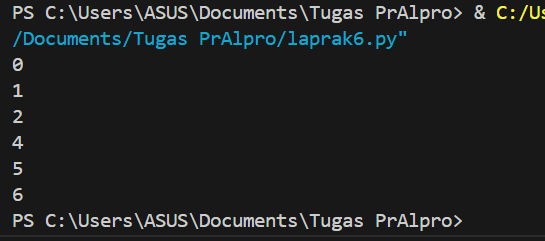 PS C:\Users\ASUS\Documents\Tugas PrAlpro> & C:/Us
/Documents/Tugas PrAlpro/laprak6.py"
0
1
2
4
5
6
PS C:\Users\ASUS\Documents\Tugas PrAlpro>